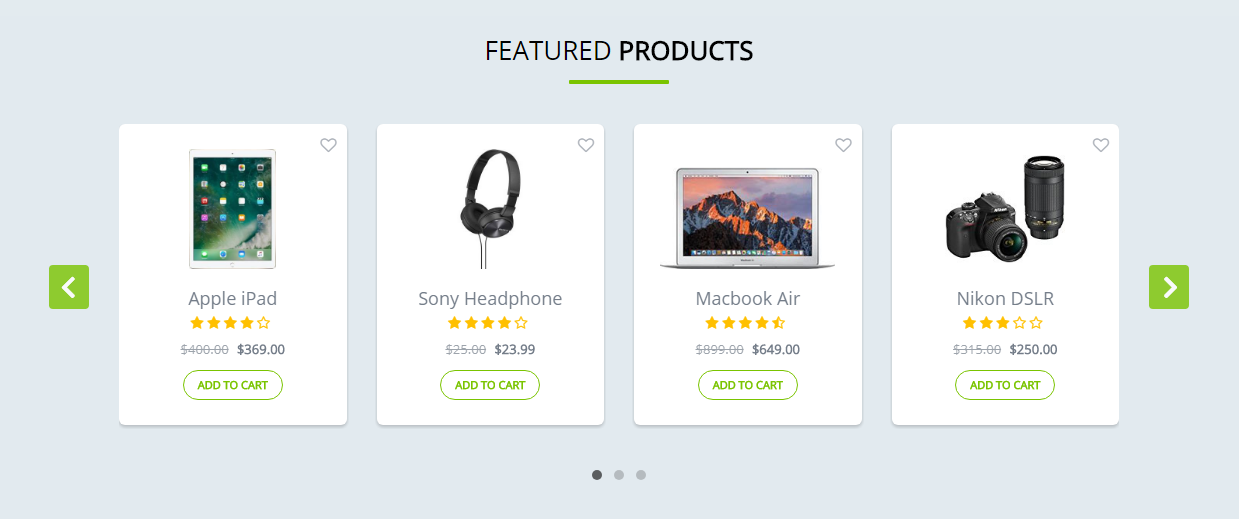 FEATURED PRODUCTS
Apple iPad
$400.00 $369.00
ADD TO CART
Sony Headphone
$25.00 $23.99
ADD TO CART
Macbook Air
$899.00 $649.00
ADD TO CART
Nikon
Nikon DSLR
$315.00 $250.00
ADD TO CART